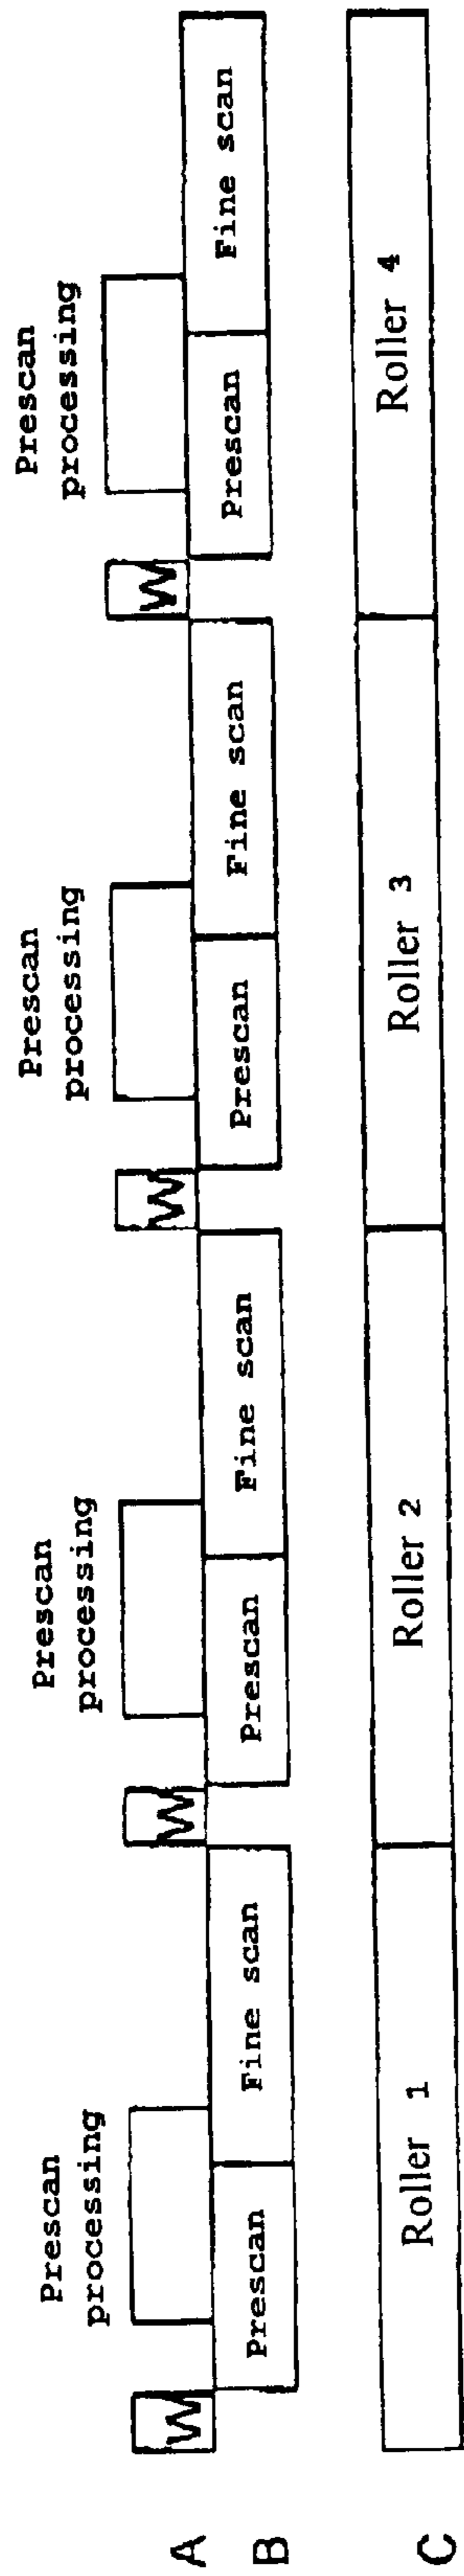 Prescan
processing
Prescan
processing
Prescan
processing
Prescan
processing
A
W
W
W
W
B
Prescan
Fine scan
Prescan
Fine scan
Prescan
Fine scan
Prescan
Fine scan
C
Roller 1
Roller 2
Roller 3
Roller 4